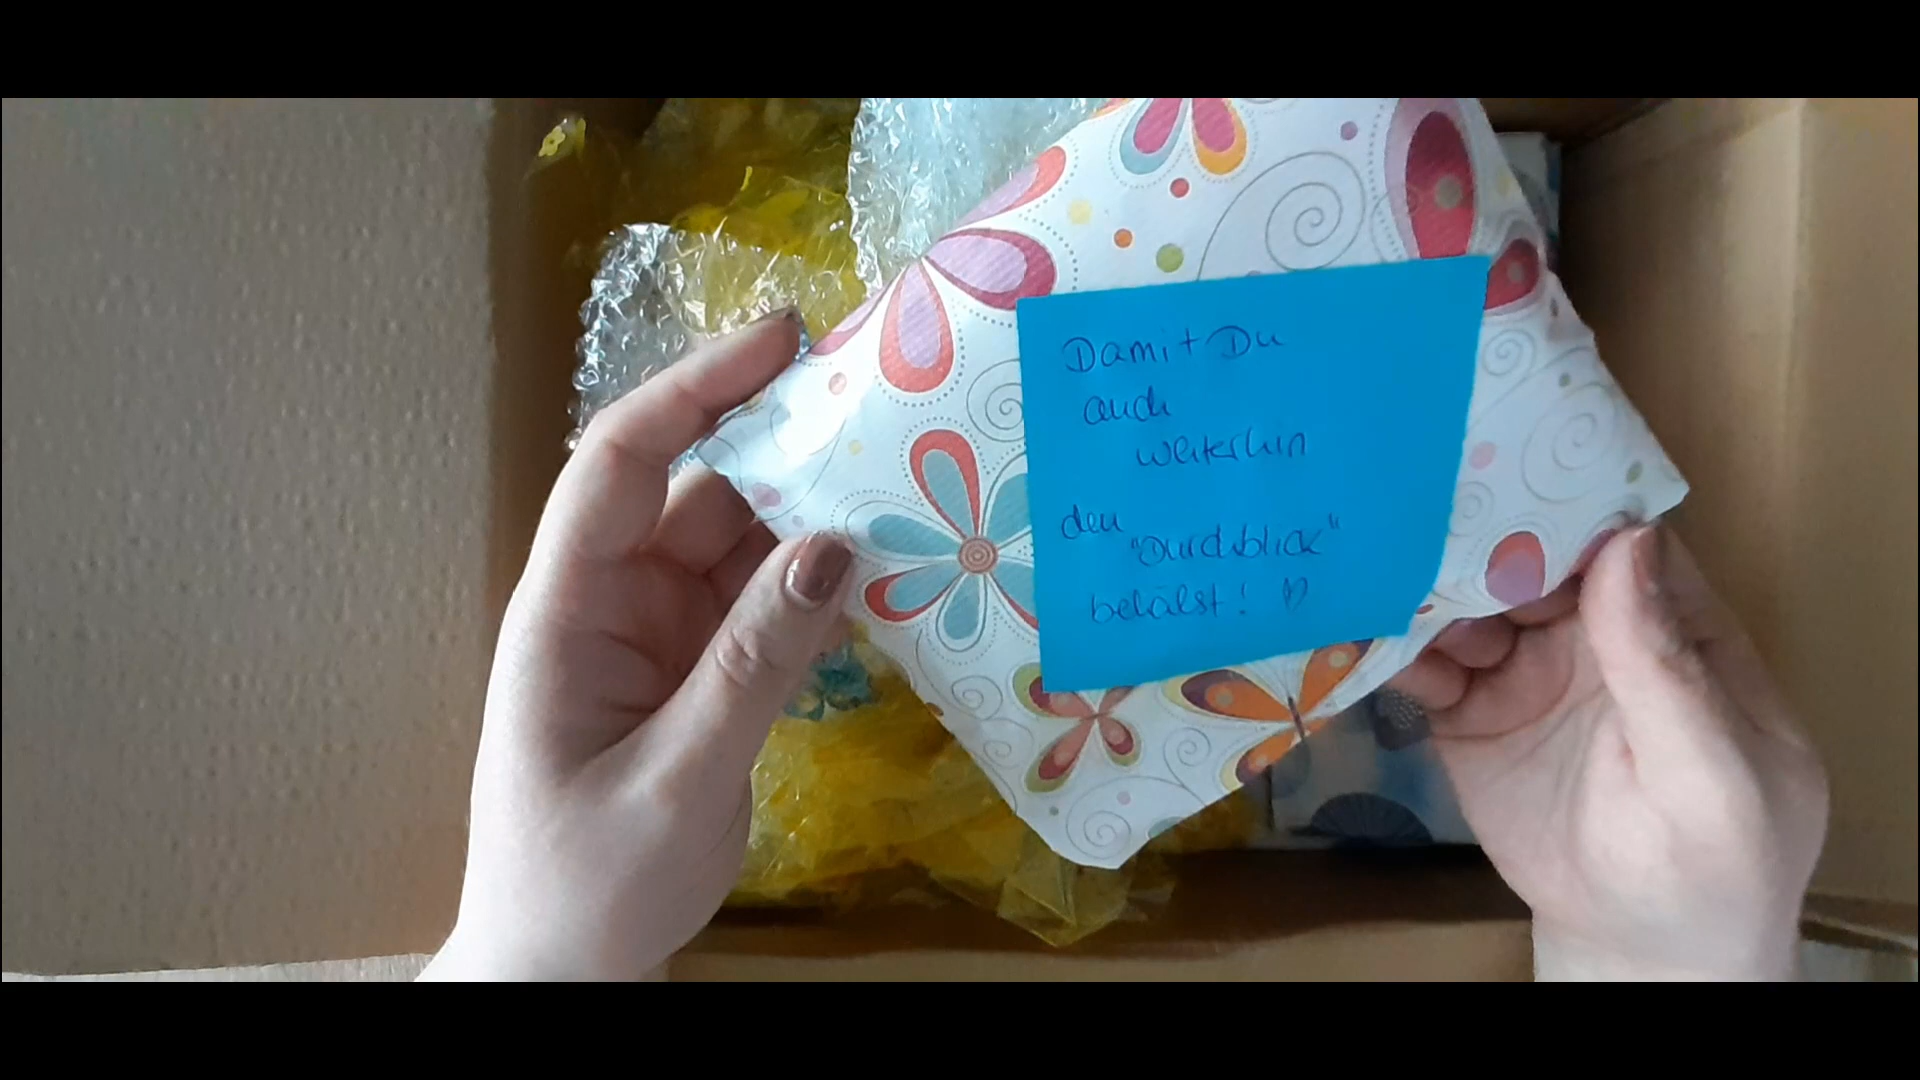 Damit Du
auch
weiterhin
den
"Durchblick"
behälst! ♡